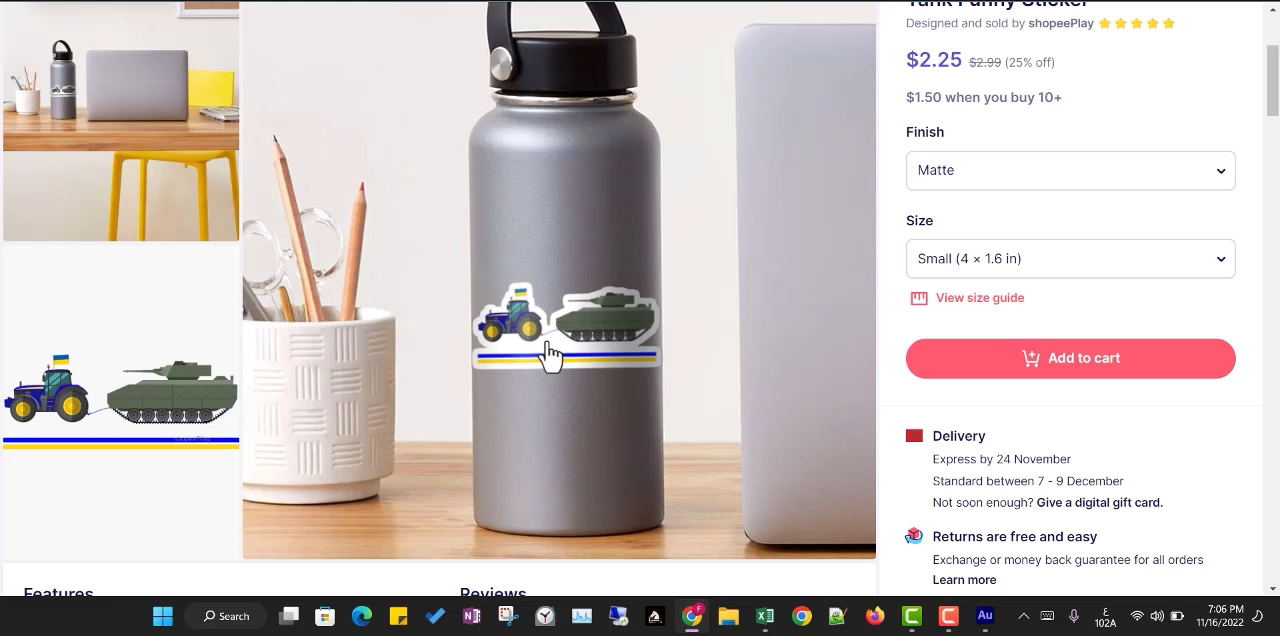 Tank Funny Sticker
Designed and sold by shopeePlay
$2.25 $2.99 (25% off)
$1.50 when you buy 10+
Finish
Matte
Size
Small (4 × 1.6 in)
View size guide
Add to cart
Delivery
Express by 24 November
Standard between 7 - 9 December
Not soon enough? Give a digital gift card.
Returns are free and easy
Exchange or money back guarantee for all orders
Learn more
shopeePlay
Features
Reviews
Search
Au
ع
102A
7:06 PM
11/16/2022